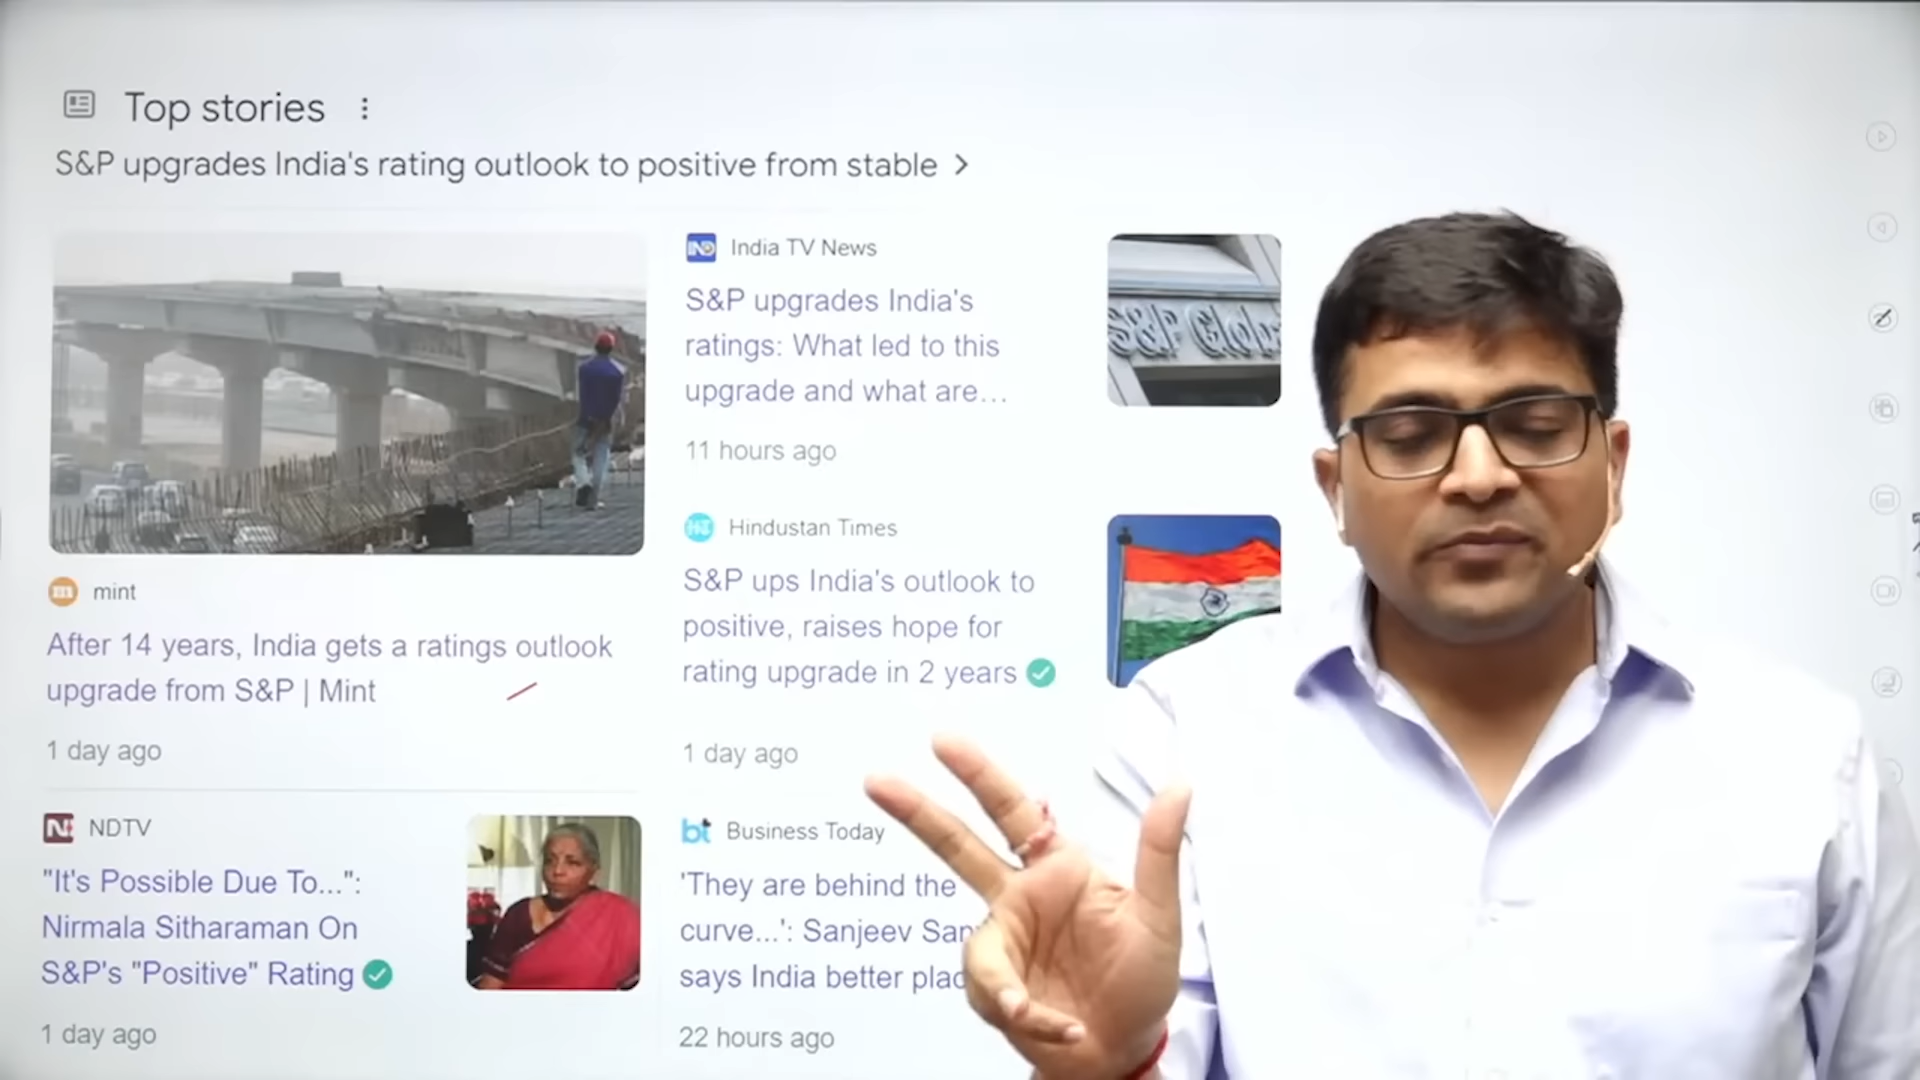 Top stories
S&P upgrades India's rating outlook to positive from stable
mint
After 14 years, India gets a ratings outlook
upgrade from S&P | Mint
1 day ago
India TV News
S&P upgrades India's
ratings: What led to this
upgrade and what are...
11 hours ago
S&P Glob
Hindustan Times
S&P ups India's outlook to
positive, raises hope for
rating upgrade in 2 years
1 day ago
NDTV
"It's Possible Due To...":
Nirmala Sitharaman On
S&P's "Positive" Rating
1 day ago
bt Business Today
'They are behind the
curve...': Sanjeev San
says India better plac
22 hours ago